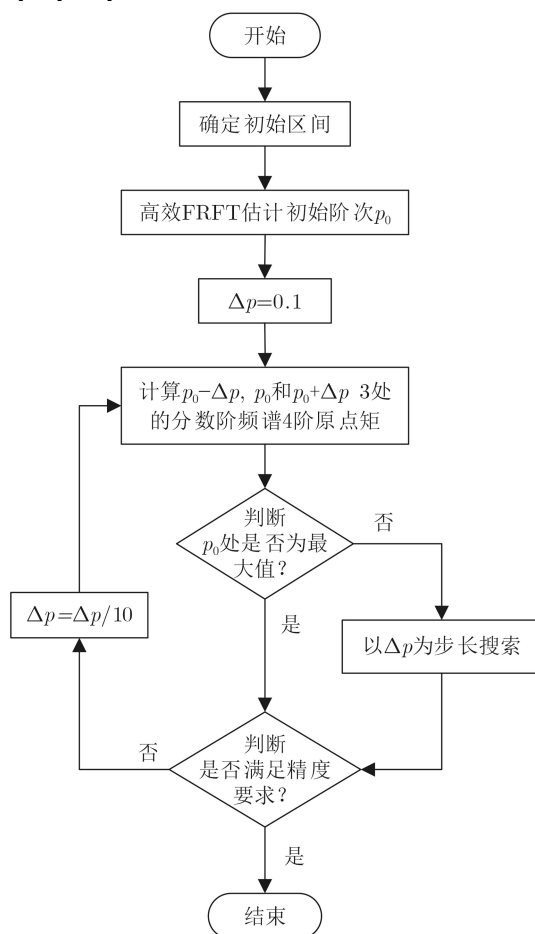 开始
确定初始区间
高效FRFT估计初始阶次p₀
Δp=0.1
计算p₀−Δp, p₀和p₀+Δp 3处
的分数阶频谱4阶原点矩
判断
p₀处是否为最
大值？
否
是
Δp=Δp/10
以Δp为步长搜索
否
判断
是否满足精度
要求？
是
结束